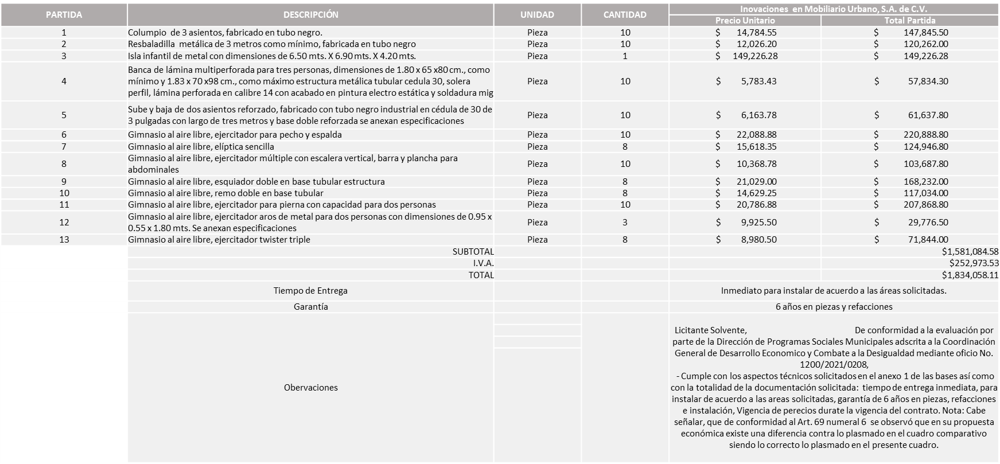 PARTIDA DESCRIPCIÓN UNIDAD CANTIDAD Inovaciones en Mobiliario Urbano, S.A. de C.V.
Precio Unitario Total Partida
1 Columpio de 3 asientos, fabricado en tubo negro. Pieza 10 $ 14,784.55 $ 147,845.50
2 Resbaladilla metálica de 3 metros como mínimo, fabricada en tubo negro Pieza 10 $ 12,026.20 $ 120,262.00
3 Isla infantil de metal con dimensiones de 6.50 mts. X 6.90 mts. X 4.20 mts. Pieza 1 $ 149,226.28 $ 149,226.28
Banca de lámina multiperforada para tres personas, dimensiones de 1.80 x 65 x80 cm., como
4 mínimo y 1.83 x 70 x98 cm., como máximo estructura metálica tubular cedula 30, solera Pieza 10 $ 5,783.43 $ 57,834.30
perfil, lámina perforada en calibre 14 con acabado en pintura electro estática y soldadura mig
Sube y baja de dos asientos reforzado, fabricado con tubo negro industrial en cédula de 30 de
5 3 pulgadas con largo de tres metros y base doble reforzada se anexan especificaciones Pieza 10 $ 6,163.78 $ 61,637.80
6 Gimnasio al aire libre, ejercitador para pecho y espalda Pieza 10 $ 22,088.88 $ 220,888.80
7 Gimnasio al aire libre, elíptica sencilla Pieza 8 $ 15,618.35 $ 124,946.80
Gimnasio al aire libre, ejercitador múltiple con escalera vertical, barra y plancha para
8 abdominales Pieza 10 $ 10,368.78 $ 103,687.80
9 Gimnasio al aire libre, esquiador doble en base tubular estructura Pieza 8 $ 21,029.00 $ 168,232.00
10 Gimnasio al aire libre, remo doble en base tubular Pieza 8 $ 14,629.25 $ 117,034.00
11 Gimnasio al aire libre, ejercitador para pierna con capacidad para dos personas Pieza 10 $ 20,786.88 $ 207,868.80
Gimnasio al aire libre, ejercitador aros de metal para dos personas con dimensiones de 0.95 x
12 0.55 x 1.80 mts. Se anexan especificaciones Pieza 3 $ 9,925.50 $ 29,776.50
13 Gimnasio al aire libre, ejercitador twister triple Pieza 8 $ 8,980.50 $ 71,844.00
SUBTOTAL $1,581,084.58
I.V.A. $252,973.53
TOTAL $1,834,058.11
Tiempo de Entrega Inmediato para instalar de acuerdo a las áreas solicitadas.
Garantía 6 años en piezas y refacciones
Obervaciones
Licitante Solvente, De conformidad a la evaluación por
parte de la Dirección de Programas Sociales Municipales adscrita a la Coordinación
General de Desarrollo Economico y Combate a la Desigualdad mediante oficio No.
1200/2021/0208,
- Cumple con los aspectos técnicos solicitados en el anexo 1 de las bases así como
con la totalidad de la documentación solicitada: tiempo de entrega inmediata, para
instalar de acuerdo a las areas solicitadas, garantía de 6 años en piezas, refacciones
e instalación, Vigencia de perecios durate la vigencia del contrato. Nota: Cabe
señalar, que de conformidad al Art. 69 numeral 6 se observó que en su propuesta
económica existe una diferencia contra lo plasmado en el cuadro comparativo
siendo lo correcto lo plasmado en el presente cuadro.